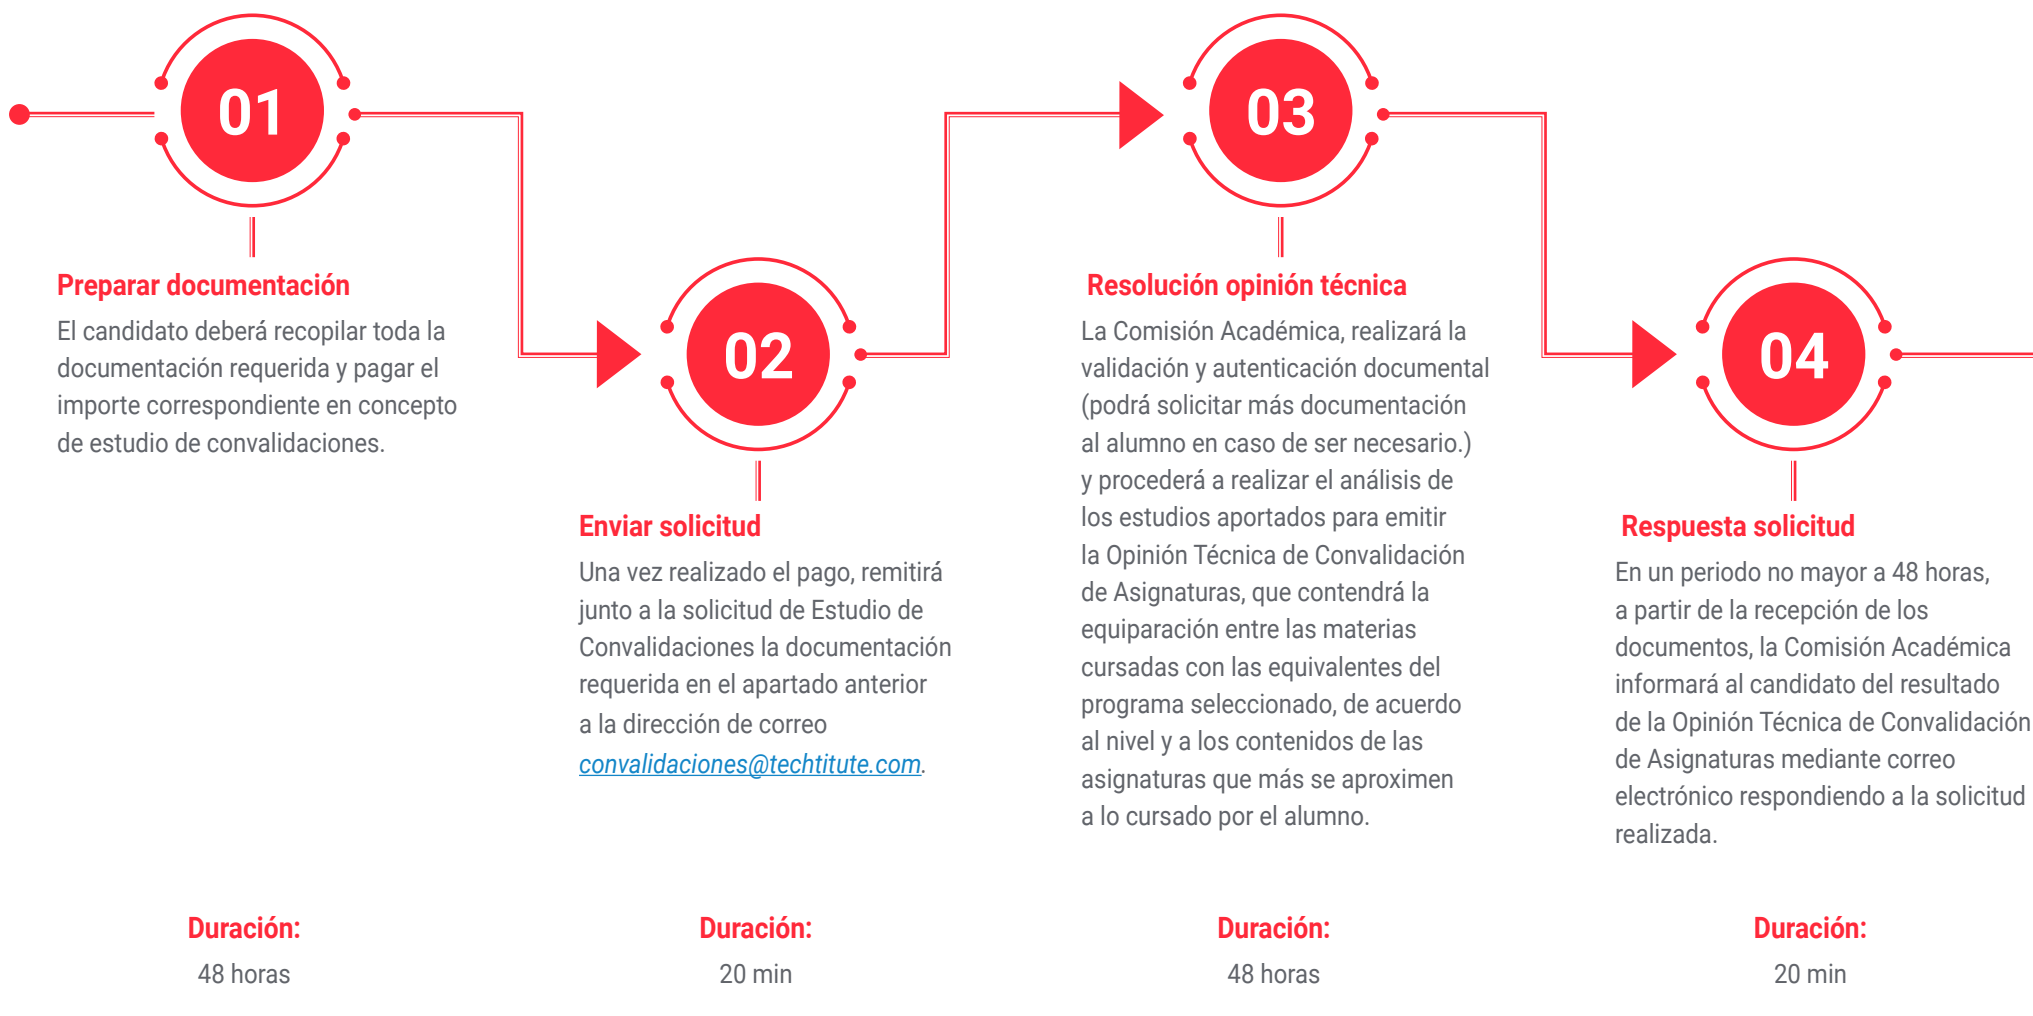 01
Preparar documentación
El candidato deberá recopilar toda la
documentación requerida y pagar el
importe correspondiente en concepto
de estudio de convalidaciones.
Duración:
48 horas
02
Enviar solicitud
Una vez realizado el pago, remitirá
junto a la solicitud de Estudio de
Convalidaciones la documentación
requerida en el apartado anterior
a la dirección de correo
convalidaciones@techtitute.com.
Duración:
20 min
03
Resolución opinión técnica
La Comisión Académica, realizará la
validación y autenticación documental
(podrá solicitar más documentación
al alumno en caso de ser necesario.)
y procederá a realizar el análisis de
los estudios aportados para emitir
la Opinión Técnica de Convalidación
de Asignaturas, que contendrá la
equiparación entre las materias
cursadas con las equivalentes del
programa seleccionado, de acuerdo
al nivel y a los contenidos de las
asignaturas que más se aproximen
a lo cursado por el alumno.
Duración:
48 horas
04
Respuesta solicitud
En un periodo no mayor a 48 horas,
a partir de la recepción de los
documentos, la Comisión Académica
informará al candidato del resultado
de la Opinión Técnica de Convalidación
de Asignaturas mediante correo
electrónico respondiendo a la solicitud
realizada.
Duración:
20 min